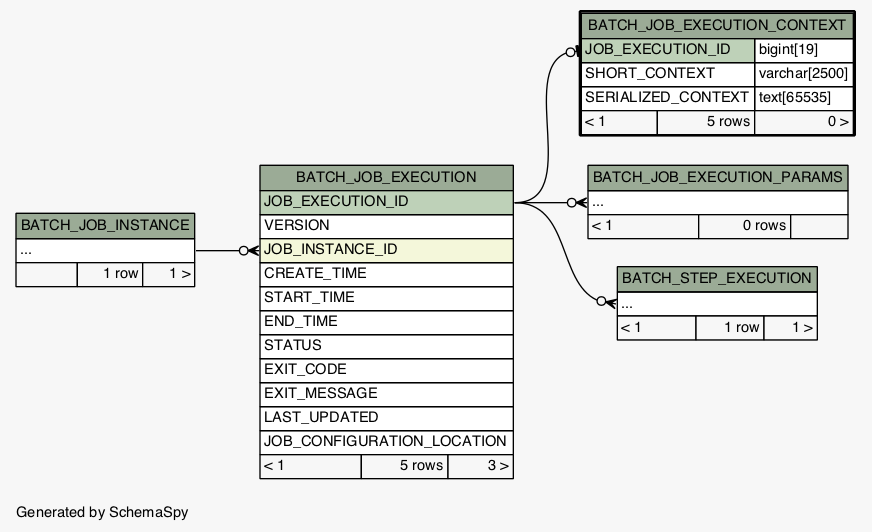 BATCH_JOB_EXECUTION_CONTEXT
JOB_EXECUTION_ID bigint[19]
SHORT_CONTEXT varchar[2500]
SERIALIZED_CONTEXT text[65535]
< 1 5 rows 0 >
BATCH_JOB_INSTANCE
...
1 row 1 >
BATCH_JOB_EXECUTION
JOB_EXECUTION_ID
VERSION
JOB_INSTANCE_ID
CREATE_TIME
START_TIME
END_TIME
STATUS
EXIT_CODE
EXIT_MESSAGE
LAST_UPDATED
JOB_CONFIGURATION_LOCATION
< 1 5 rows 3 >
BATCH_JOB_EXECUTION_PARAMS
...
< 1 0 rows
BATCH_STEP_EXECUTION
...
< 1 1 row 1 >
Generated by SchemaSpy